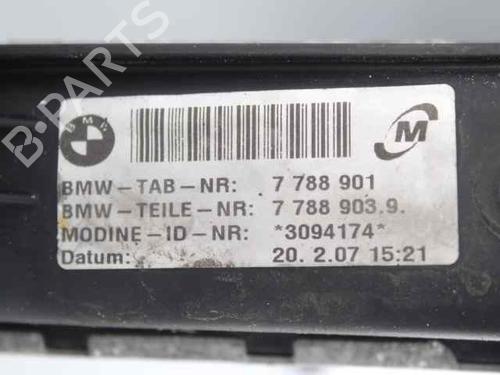 B-PARTS
BMW
M
BMW-TAB-NR: 7 788 901
BMW-TEILE-NR: 7 788 903.9.
MODINE-ID-NR: *3094174*
Datum: 20. 2.07 15:21